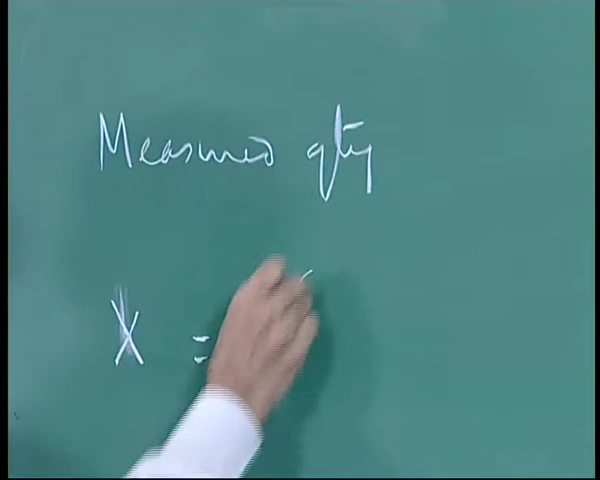 Measured qty
X =